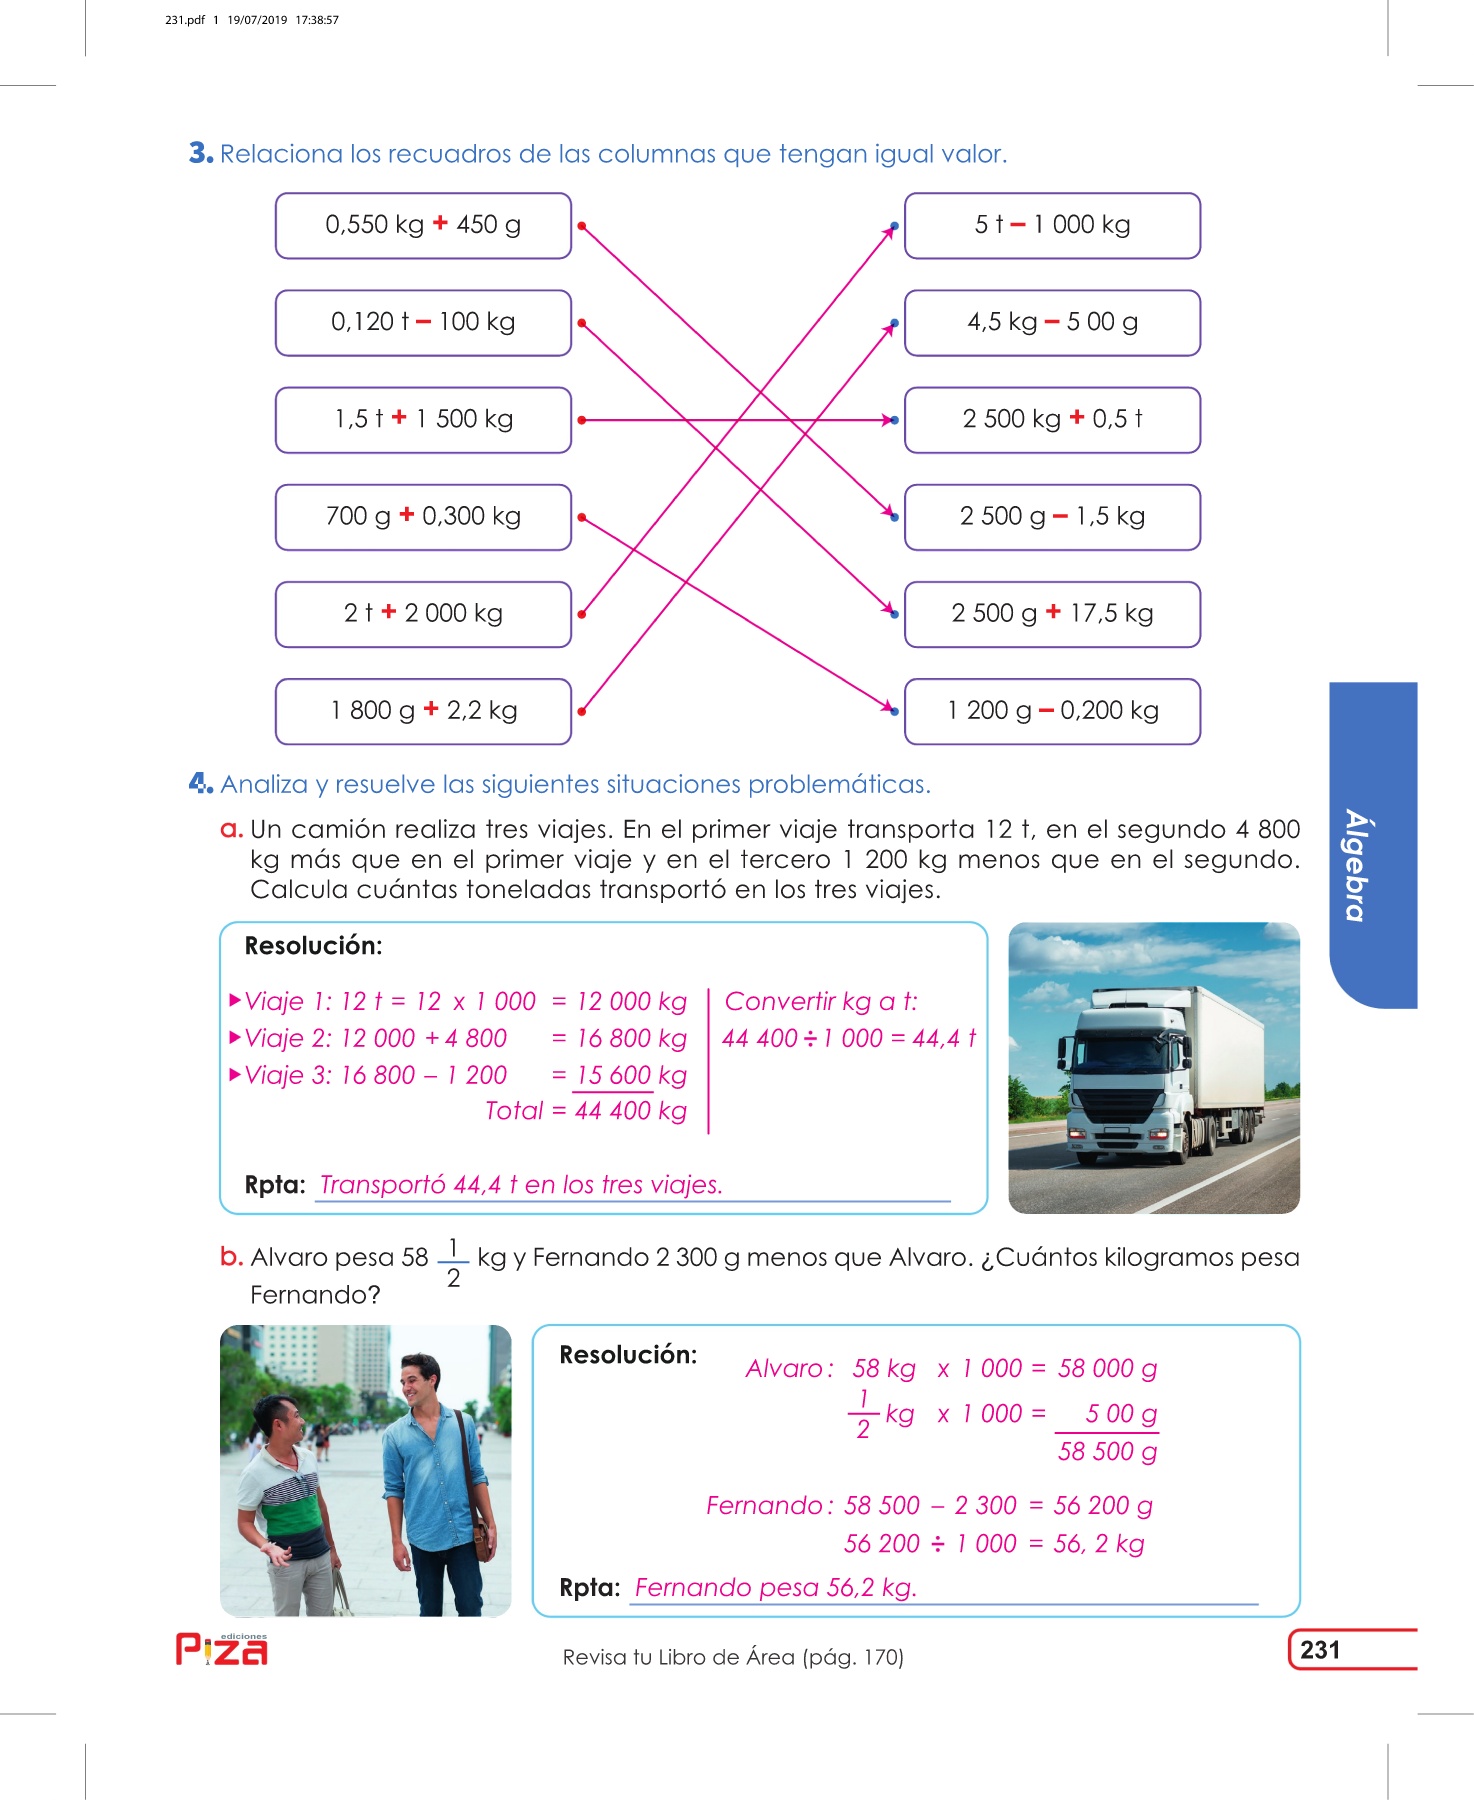 231.pdf 1 19/07/2019 17:38:57
3. Relaciona los recuadros de las columnas que tengan igual valor.
0,550 kg + 450 g
5 t – 1 000 kg
0,120 t – 100 kg
4,5 kg – 5 00 g
1,5 t + 1 500 kg
2 500 kg + 0,5 t
700 g + 0,300 kg
2 500 g – 1,5 kg
2 t + 2 000 kg
2 500 g + 17,5 kg
1 800 g + 2,2 kg
1 200 g – 0,200 kg
4. Analiza y resuelve las siguientes situaciones problemáticas.
a. Un camión realiza tres viajes. En el primer viaje transporta 12 t, en el segundo 4 800
kg más que en el primer viaje y en el tercero 1 200 kg menos que en el segundo.
Calcula cuántas toneladas transportó en los tres viajes.
Resolución:
Viaje 1: 12 t = 12 x 1 000 = 12 000 kg
Viaje 2: 12 000 + 4 800 = 16 800 kg
Viaje 3: 16 800 – 1 200 = 15 600 kg
Total = 44 400 kg
Convertir kg a t:
44 400 ÷ 1 000 = 44,4 t
Rpta: Transportó 44,4 t en los tres viajes.
Álgebra
b. Alvaro pesa 58 1/2 kg y Fernando 2 300 g menos que Alvaro. ¿Cuántos kilogramos pesa
Fernando?
Resolución:
Alvaro: 58 kg x 1 000 = 58 000 g
1/2 kg x 1 000 = 5 00 g
58 500 g
Fernando: 58 500 – 2 300 = 56 200 g
56 200 ÷ 1 000 = 56, 2 kg
Rpta: Fernando pesa 56,2 kg.
ediciones
Piza
Revisa tu Libro de Área (pág. 170)
231